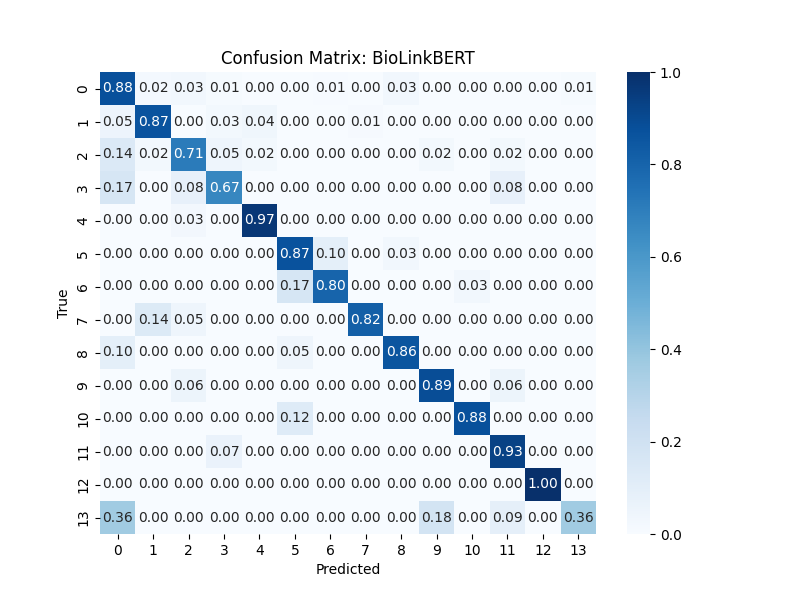 Confusion Matrix: BioLinkBERT
0 0.88 0.02 0.03 0.01 0.00 0.00 0.01 0.00 0.03 0.00 0.00 0.00 0.00 0.01
1 0.05 0.87 0.00 0.03 0.04 0.00 0.00 0.01 0.00 0.00 0.00 0.00 0.00 0.00
2 0.14 0.02 0.71 0.05 0.02 0.00 0.00 0.00 0.00 0.02 0.00 0.02 0.00 0.00
3 0.17 0.00 0.08 0.67 0.00 0.00 0.00 0.00 0.00 0.00 0.00 0.08 0.00 0.00
4 0.00 0.00 0.03 0.00 0.97 0.00 0.00 0.00 0.00 0.00 0.00 0.00 0.00 0.00
5 0.00 0.00 0.00 0.00 0.00 0.87 0.10 0.00 0.03 0.00 0.00 0.00 0.00 0.00
6 0.00 0.00 0.00 0.00 0.00 0.17 0.80 0.00 0.00 0.00 0.03 0.00 0.00 0.00
7 0.00 0.14 0.05 0.00 0.00 0.00 0.00 0.82 0.00 0.00 0.00 0.00 0.00 0.00
8 0.10 0.00 0.00 0.00 0.00 0.05 0.00 0.00 0.86 0.00 0.00 0.00 0.00 0.00
9 0.00 0.00 0.06 0.00 0.00 0.00 0.00 0.00 0.00 0.89 0.00 0.06 0.00 0.00
10 0.00 0.00 0.00 0.00 0.00 0.12 0.00 0.00 0.00 0.00 0.88 0.00 0.00 0.00
11 0.00 0.00 0.00 0.07 0.00 0.00 0.00 0.00 0.00 0.00 0.00 0.93 0.00 0.00
12 0.00 0.00 0.00 0.00 0.00 0.00 0.00 0.00 0.00 0.00 0.00 0.00 1.00 0.00
13 0.36 0.00 0.00 0.00 0.00 0.00 0.00 0.00 0.00 0.18 0.00 0.09 0.00 0.36
0 1 2 3 4 5 6 7 8 9 10 11 12 13
Predicted
True
1.0
0.8
0.6
0.4
0.2
0.0